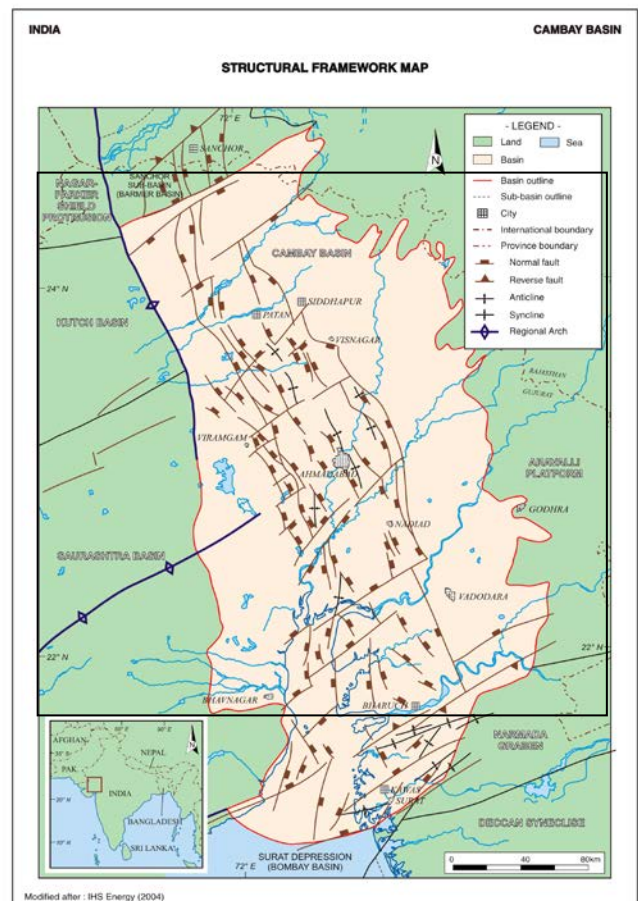 INDIA
CAMBAY BASIN
STRUCTURAL FRAMEWORK MAP
72° E
SANCHOR
SANCHOR
SUB-BASIN
(BARMER BASIN)
NAGAR-
PARKER
SHIELD
PROTRUSION
N
- LEGEND -
Land
Sea
Basin
Basin outline
Sub-basin outline
City
International boundary
Province boundary
Normal fault
Reverse fault
Anticline
Syncline
Regional Arch
CAMBAY BASIN
24° N
SIDDHAPUR
PATAN
KUTCH BASIN
VISNAGAR
RAJASTHAN
GUJURAT
VIRAMGAM
AHMADABAD
ARAVALLI
PLATFORM
GODHRA
NADIAD
SAURASHTRA BASIN
VADODARA
22° N
22° N
BHAVNAGAR
BHARUCH
NARMADA
GRABEN
KAWAS
SURAT
DECCAN SYNECLISE
AFGHAN
PAK.
NEPAL
INDIA
BANGLADESH
SRI LANKA
N
SURAT DEPRESSION
(BOMBAY BASIN)
72° E
0 40 80km
Modified after : IHS Energy (2004)